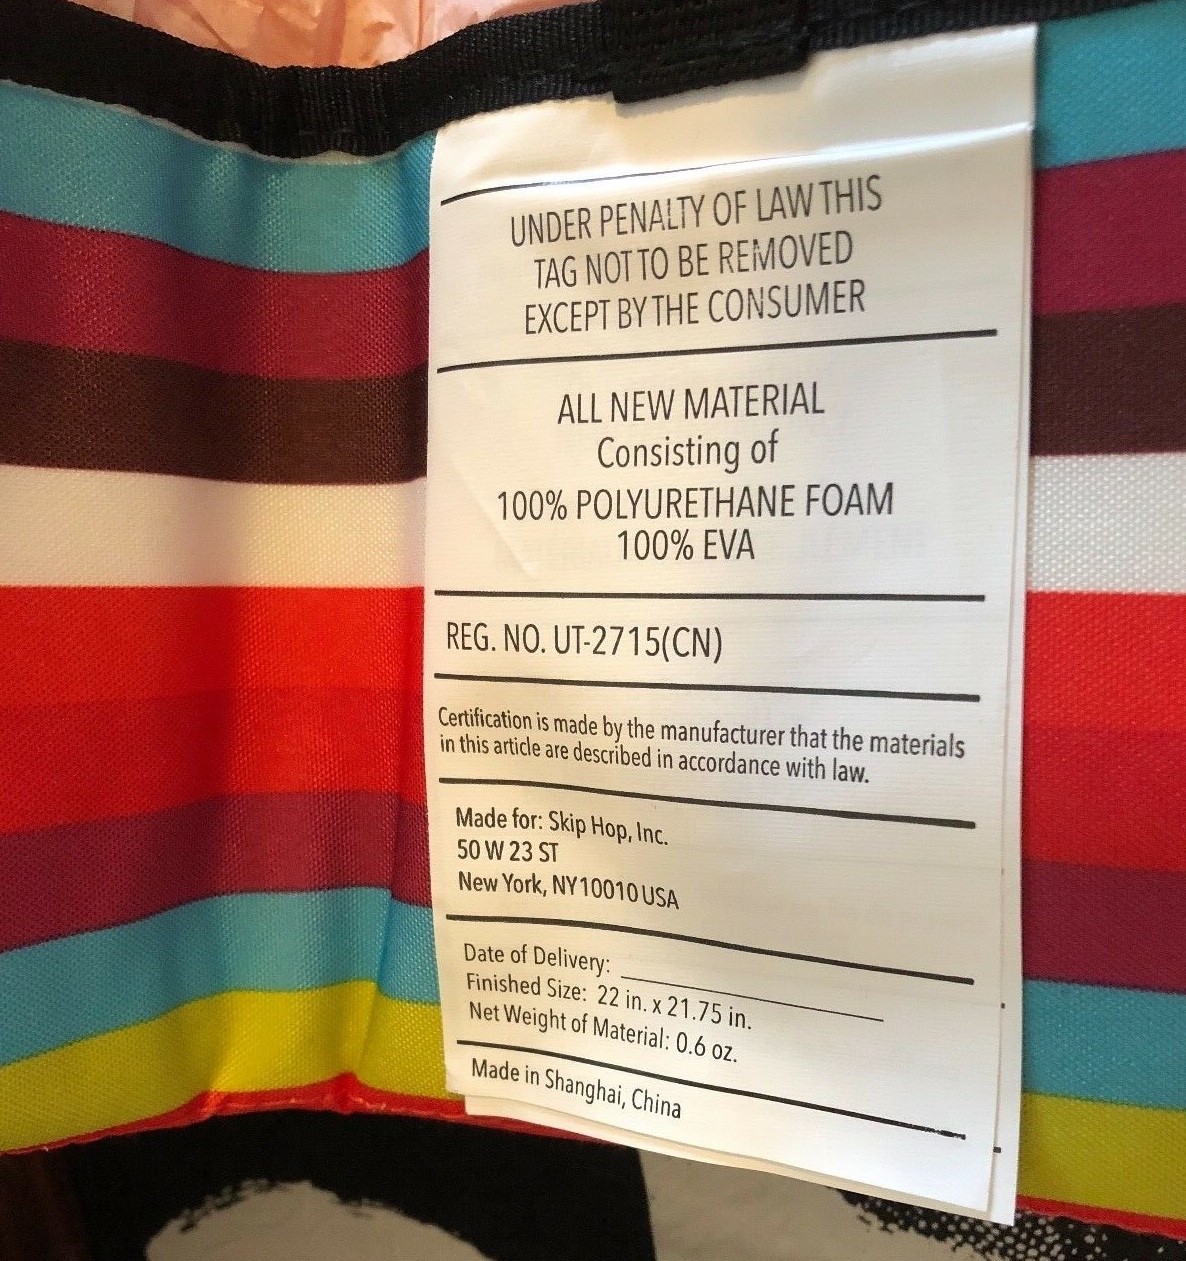 UNDER PENALTY OF LAW THIS
TAG NOT TO BE REMOVED
EXCEPT BY THE CONSUMER
ALL NEW MATERIAL
Consisting of
100% POLYURETHANE FOAM
100% EVA
REG. NO. UT-2715(CN)
Certification is made by the manufacturer that the materials
in this article are described in accordance with law.
Made for: Skip Hop, Inc.
50 W 23 ST
New York, NY 10010 USA
Date of Delivery:
Finished Size: 22 in. x 21.75 in.
Net Weight of Material: 0.6 oz.
Made in Shanghai, China